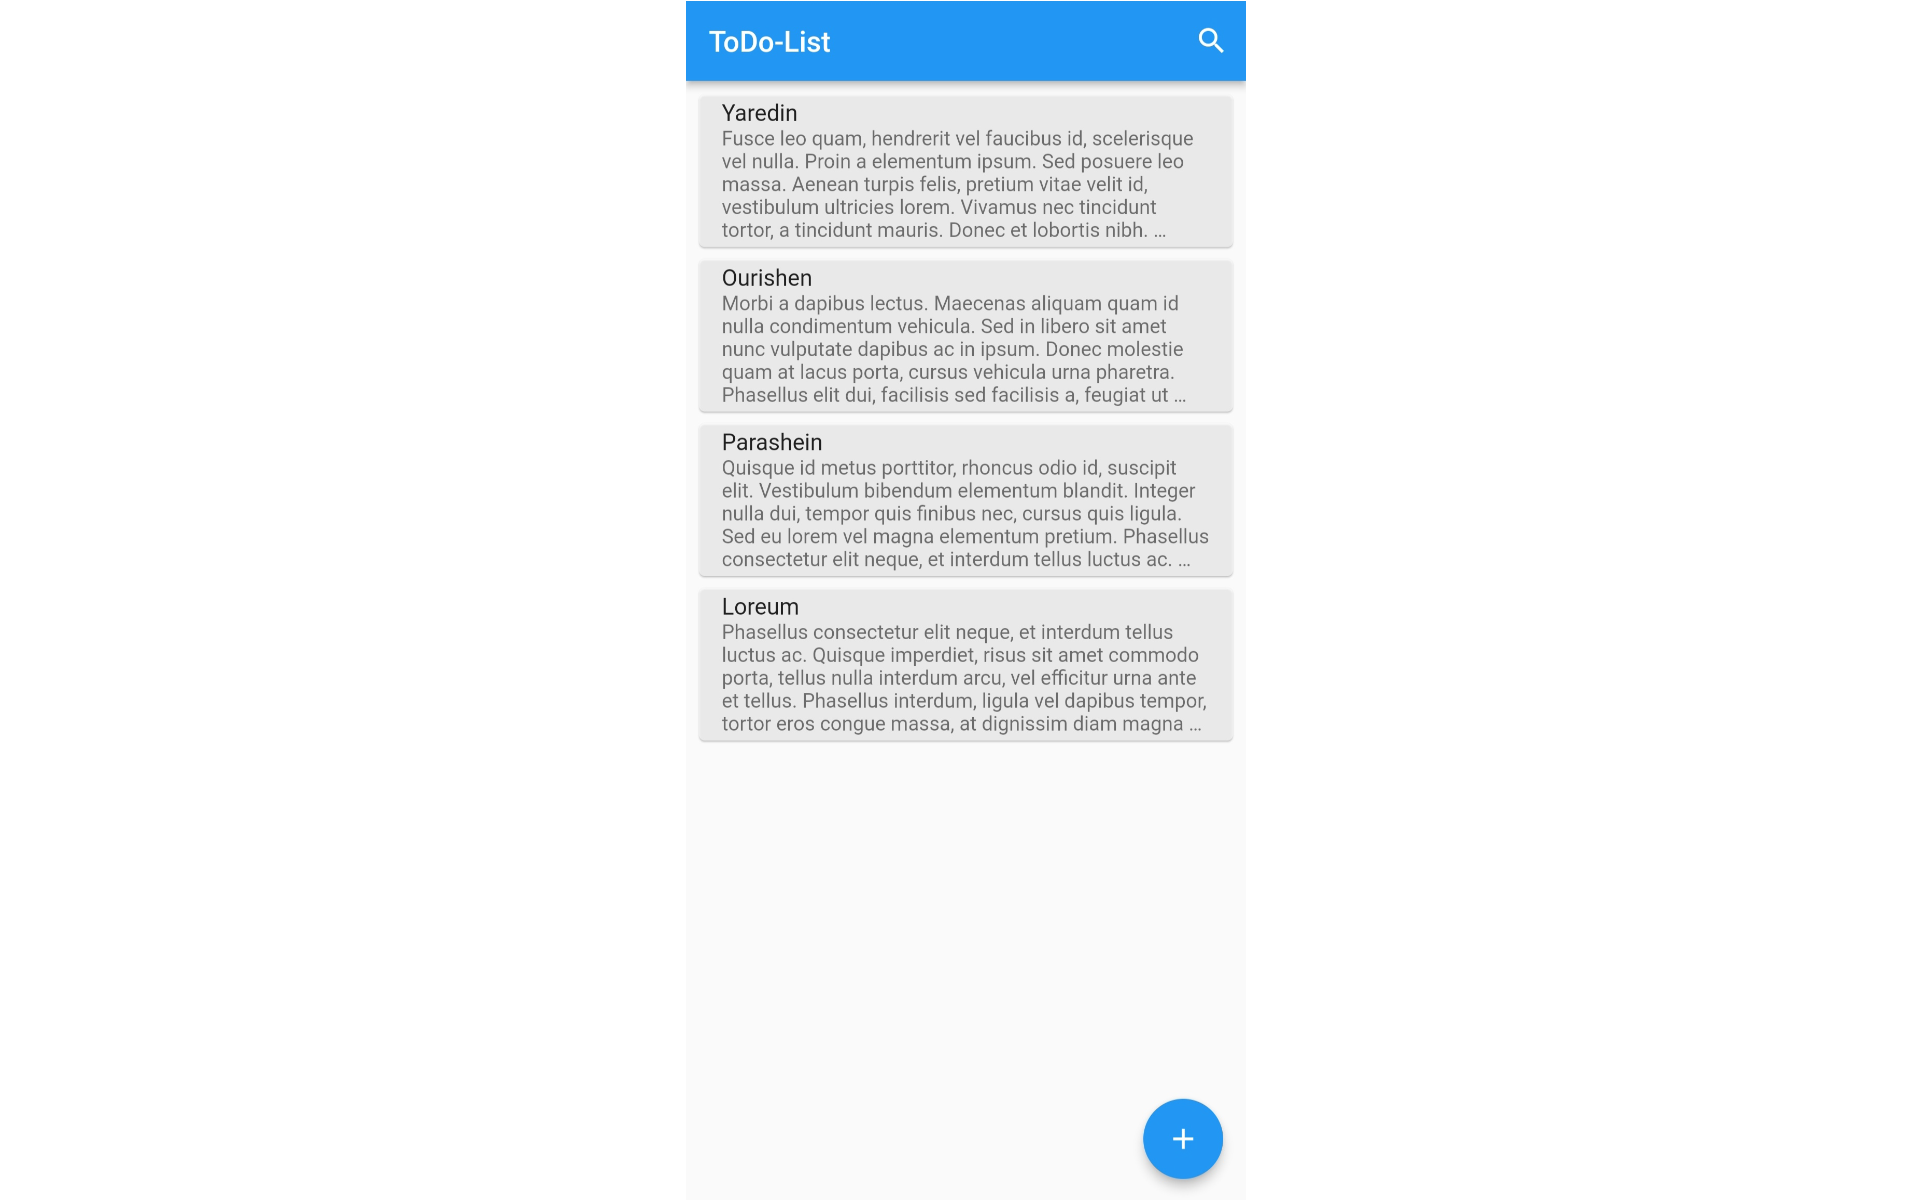 ToDo-List
Yaredin
Fusce leo quam, hendrerit vel faucibus id, scelerisque
vel nulla. Proin a elementum ipsum. Sed posuere leo
massa. Aenean turpis felis, pretium vitae velit id,
vestibulum ultricies lorem. Vivamus nec tincidunt
tortor, a tincidunt mauris. Donec et lobortis nibh. ...
Ourishen
Morbi a dapibus lectus. Maecenas aliquam quam id
nulla condimentum vehicula. Sed in libero sit amet
nunc vulputate dapibus ac in ipsum. Donec molestie
quam at lacus porta, cursus vehicula urna pharetra.
Phasellus elit dui, facilisis sed facilisis a, feugiat ut ...
Parashein
Quisque id metus porttitor, rhoncus odio id, suscipit
elit. Vestibulum bibendum elementum blandit. Integer
nulla dui, tempor quis finibus nec, cursus quis ligula.
Sed eu lorem vel magna elementum pretium. Phasellus
consectetur elit neque, et interdum tellus luctus ac. ...
Loreum
Phasellus consectetur elit neque, et interdum tellus
luctus ac. Quisque imperdiet, risus sit amet commodo
porta, tellus nulla interdum arcu, vel efficitur urna ante
et tellus. Phasellus interdum, ligula vel dapibus tempor,
tortor eros congue massa, at dignissim diam magna ...